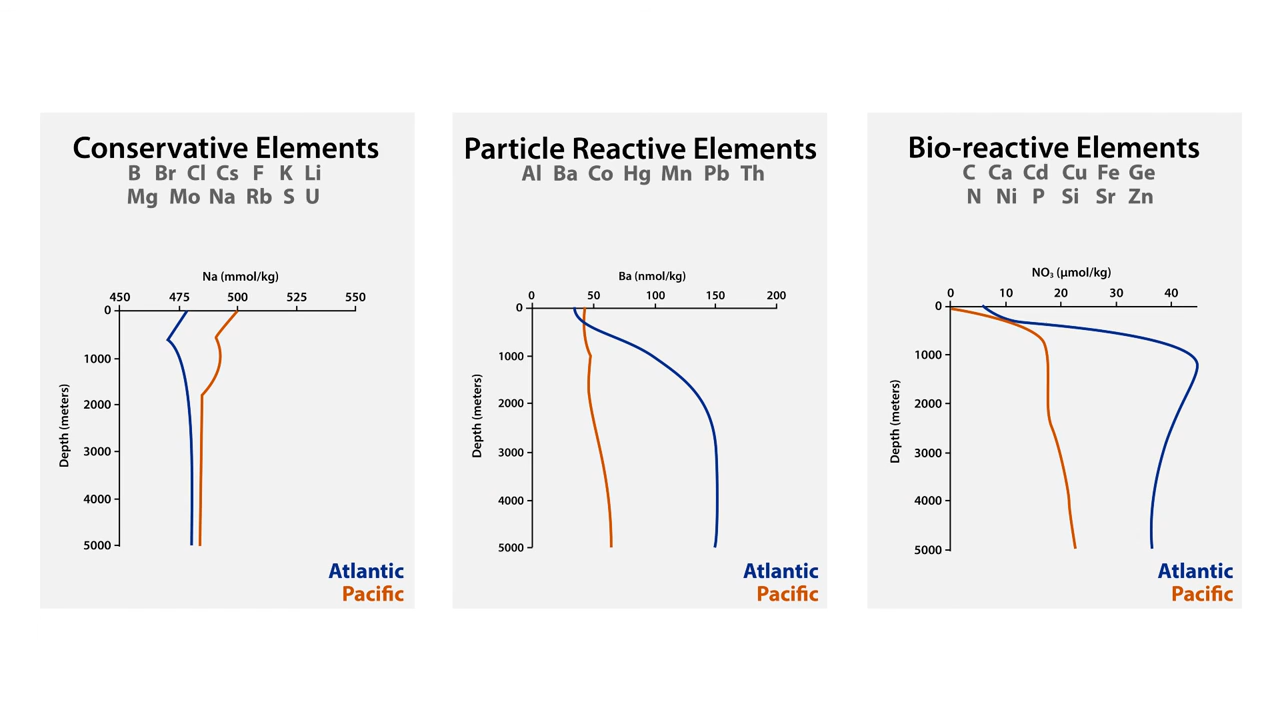 Conservative Elements
B Br Cl Cs F K Li
Mg Mo Na Rb S U
Na (mmol/kg)
450 475 500 525 550
0
1000
2000
3000
4000
5000
Depth (meters)
Atlantic
Pacific
Particle Reactive Elements
Al Ba Co Hg Mn Pb Th
Ba (nmol/kg)
0 50 100 150 200
0
1000
2000
3000
4000
5000
Depth (meters)
Atlantic
Pacific
Bio-reactive Elements
C Ca Cd Cu Fe Ge
N Ni P Si Sr Zn
NO₃ (µmol/kg)
0 10 20 30 40
0
1000
2000
3000
4000
5000
Depth (meters)
Atlantic
Pacific